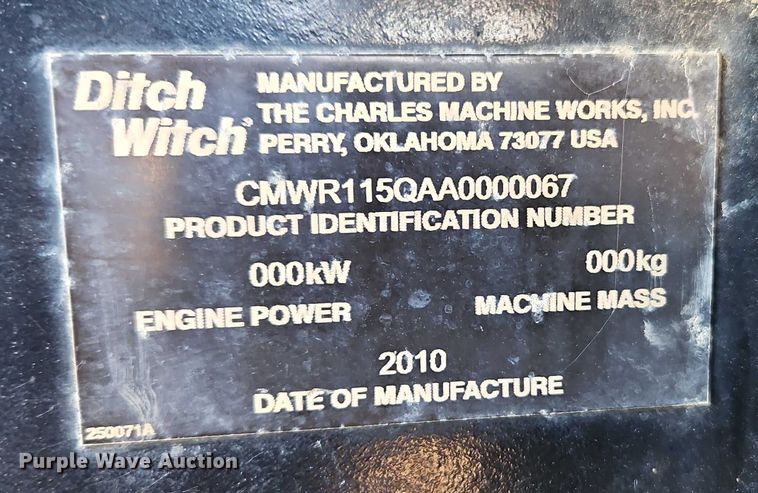 Ditch Witch®
MANUFACTURED BY
THE CHARLES MACHINE WORKS, INC.
PERRY, OKLAHOMA 73077 USA
CMWR115QAA0000067
PRODUCT IDENTIFICATION NUMBER
000kW
ENGINE POWER
000kg
MACHINE MASS
2010
DATE OF MANUFACTURE
250071A
Purple Wave Auction